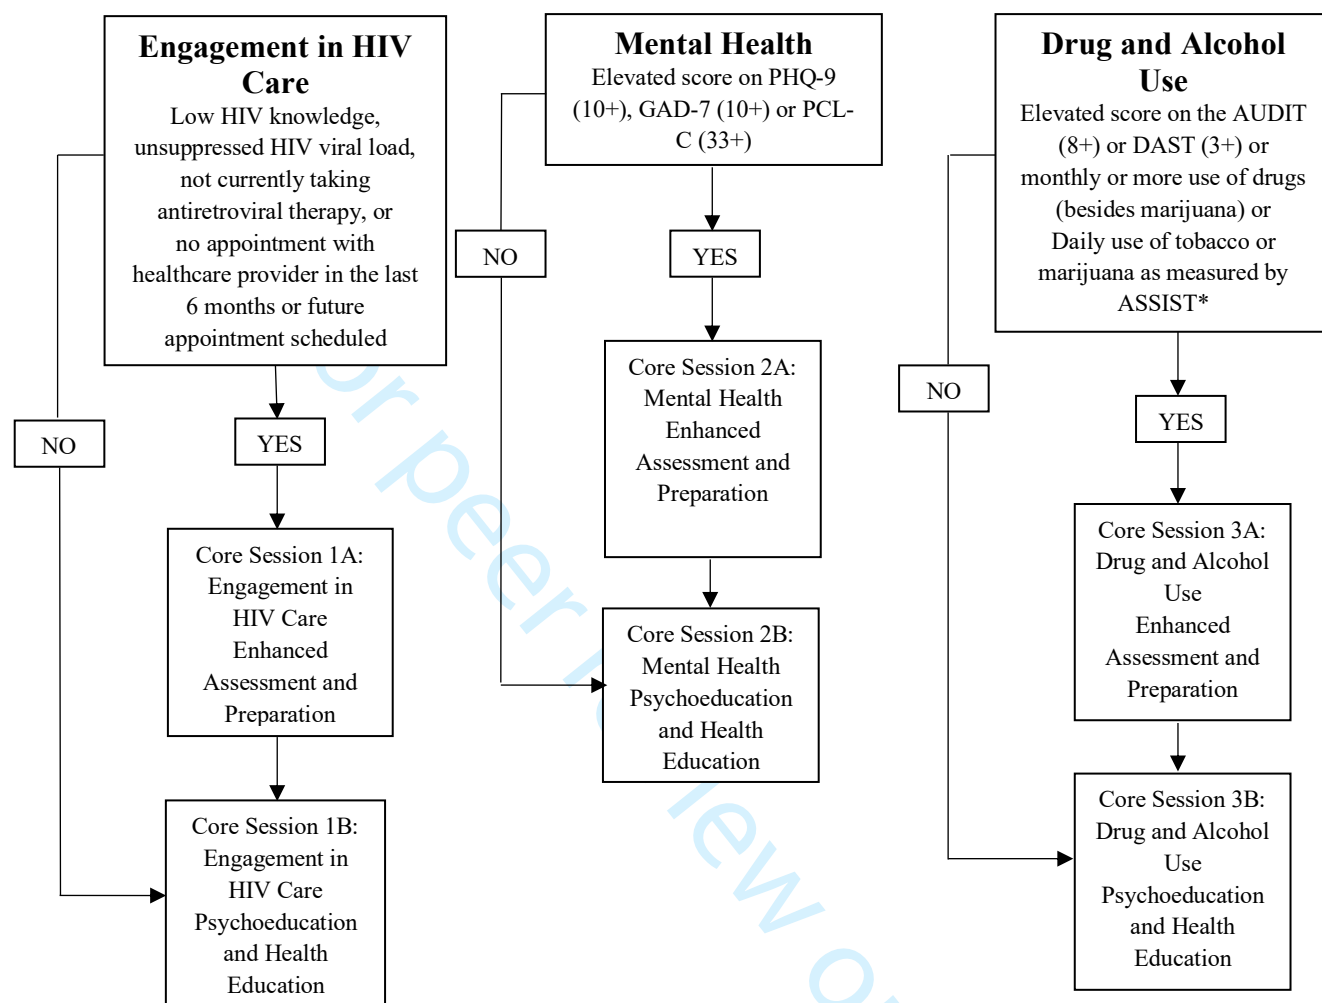 Engagement in HIV
Care
Low HIV knowledge,
unsuppressed HIV viral load,
not currently taking
antiretroviral therapy, or
no appointment with
healthcare provider in the last
6 months or future
appointment scheduled
NO
YES
Core Session 1A:
Engagement in
HIV Care
Enhanced
Assessment and
Preparation
Core Session 1B:
Engagement in
HIV Care
Psychoeducation
and Health
Education
Mental Health
Elevated score on PHQ-9
(10+), GAD-7 (10+) or PCL-
C (33+)
NO
YES
Core Session 2A:
Mental Health
Enhanced
Assessment and
Preparation
Core Session 2B:
Mental Health
Psychoeducation
and Health
Education
Drug and Alcohol
Use
Elevated score on the AUDIT
(8+) or DAST (3+) or
monthly or more use of drugs
(besides marijuana) or
Daily use of tobacco or
marijuana as measured by
ASSIST*
NO
YES
Core Session 3A:
Drug and Alcohol
Use
Enhanced
Assessment and
Preparation
Core Session 3B:
Drug and Alcohol
Use
Psychoeducation
and Health
Education